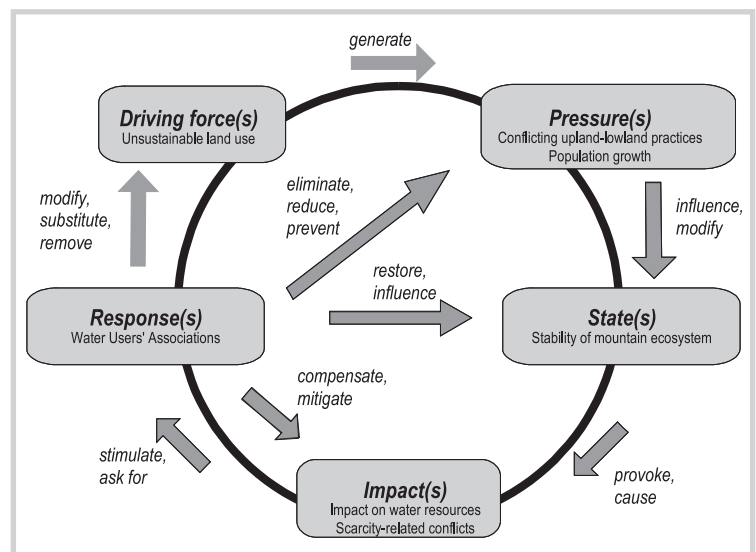 generate
Driving force(s)
Unsustainable land use
Pressure(s)
Conflicting upland-lowland practices
Population growth
modify,
substitute,
remove
eliminate,
reduce,
prevent
influence,
modify
restore,
influence
Response(s)
Water Users' Associations
State(s)
Stability of mountain ecosystem
compensate,
mitigate
stimulate,
ask for
Impact(s)
Impact on water resources
Scarcity-related conflicts
provoke,
cause